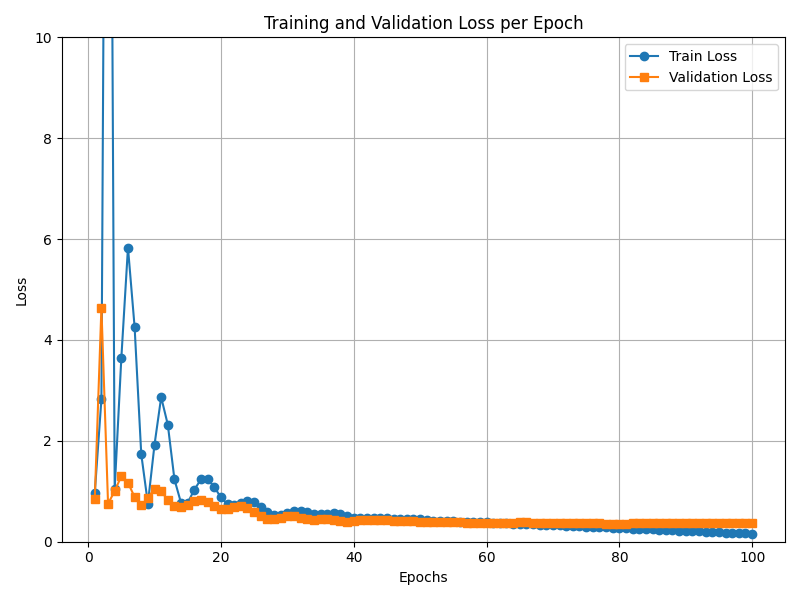 Training and Validation Loss per Epoch
Train Loss
Validation Loss
10
8
6
4
2
0
Loss
0 20 40 60 80 100
Epochs